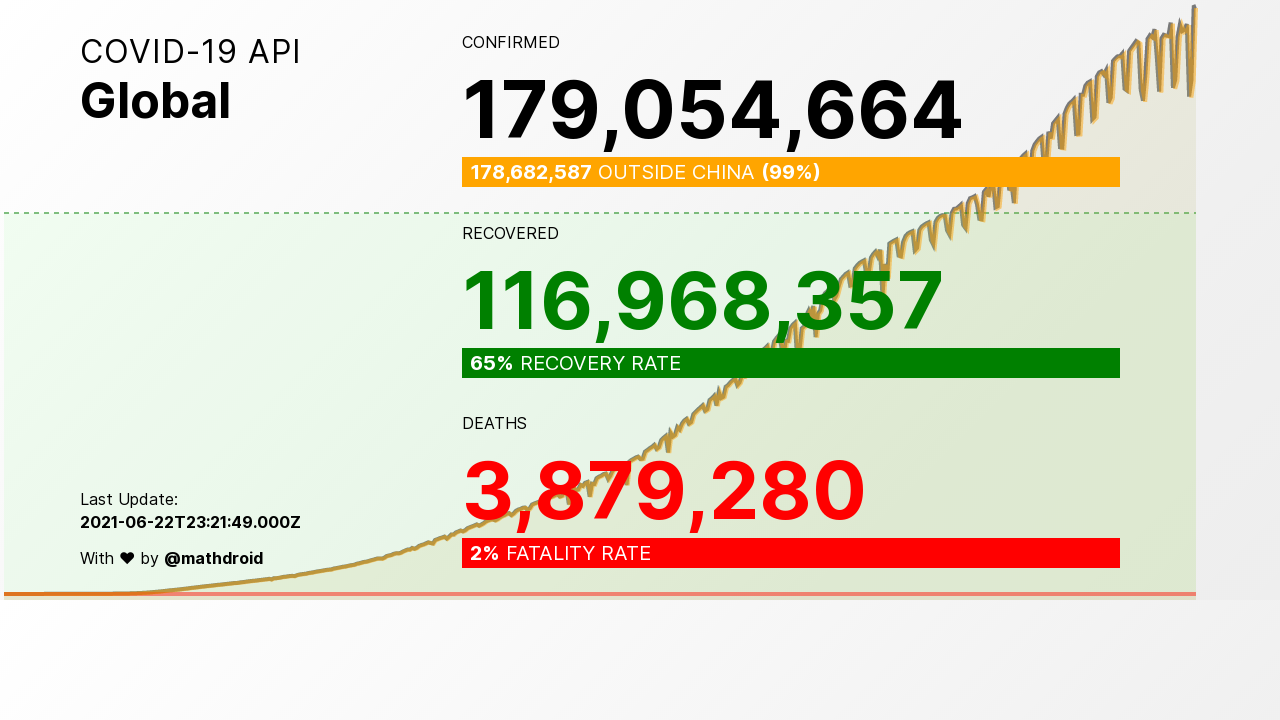 COVID-19 API
Global
CONFIRMED
179,054,664
178,682,587 OUTSIDE CHINA (99%)
RECOVERED
116,968,357
65% RECOVERY RATE
DEATHS
3,879,280
2% FATALITY RATE
Last Update:
2021-06-22T23:21:49.000Z
With ♥ by @mathdroid